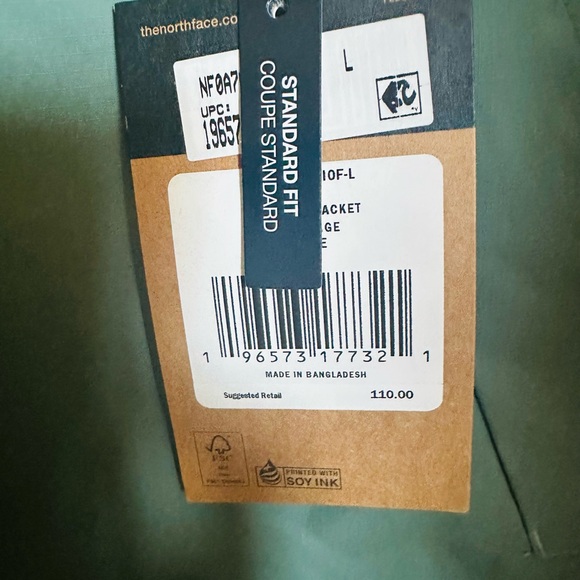 thenorthface.co
NF0A7
L
UPC:
19657
STANDARD FIT
COUPE STANDARD
10F-L
ACKET
GE
E
1 96573 17732 1
MADE IN BANGLADESH
Suggested Retail 110.00
FSC
PRINTED WITH
SOY INK